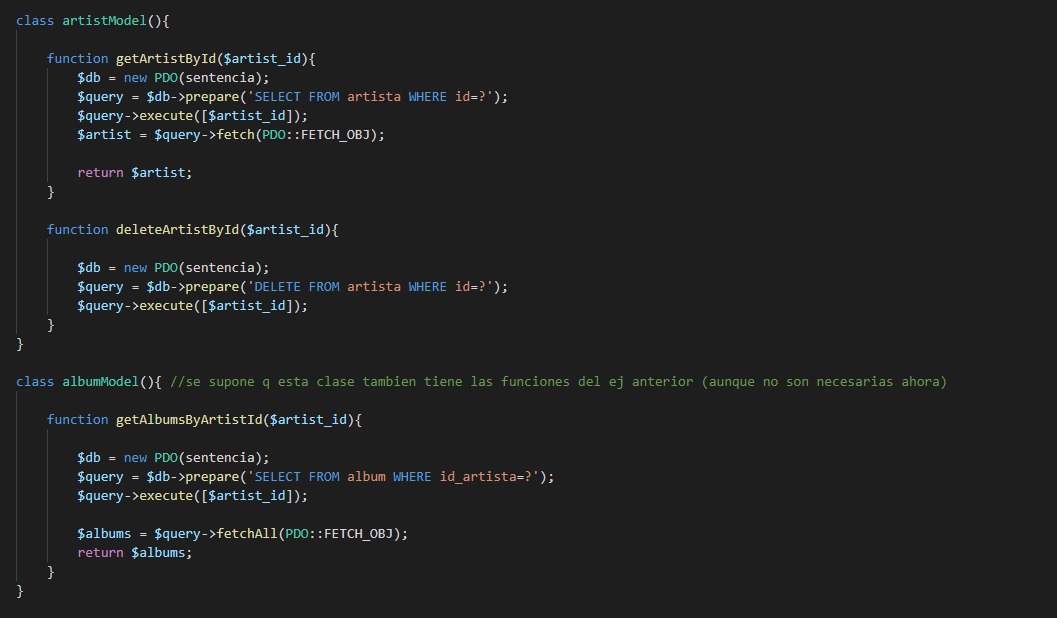 class artistModel(){
function getArtistById($artist_id){
$db = new PDO(sentencia);
$query = $db->prepare('SELECT FROM artista WHERE id=?');
$query->execute([$artist_id]);
$artist = $query->fetch(PDO::FETCH_OBJ);
return $artist;
}
function deleteArtistById($artist_id){
$db = new PDO(sentencia);
$query = $db->prepare('DELETE FROM artista WHERE id=?');
$query->execute([$artist_id]);
}
}
class albumModel(){ //se supone q esta clase tambien tiene las funciones del ej anterior (aunque no son necesarias ahora)
function getAlbumsByArtistId($artist_id){
$db = new PDO(sentencia);
$query = $db->prepare('SELECT FROM album WHERE id_artista=?');
$query->execute([$artist_id]);
$albums = $query->fetchAll(PDO::FETCH_OBJ);
return $albums;
}
}